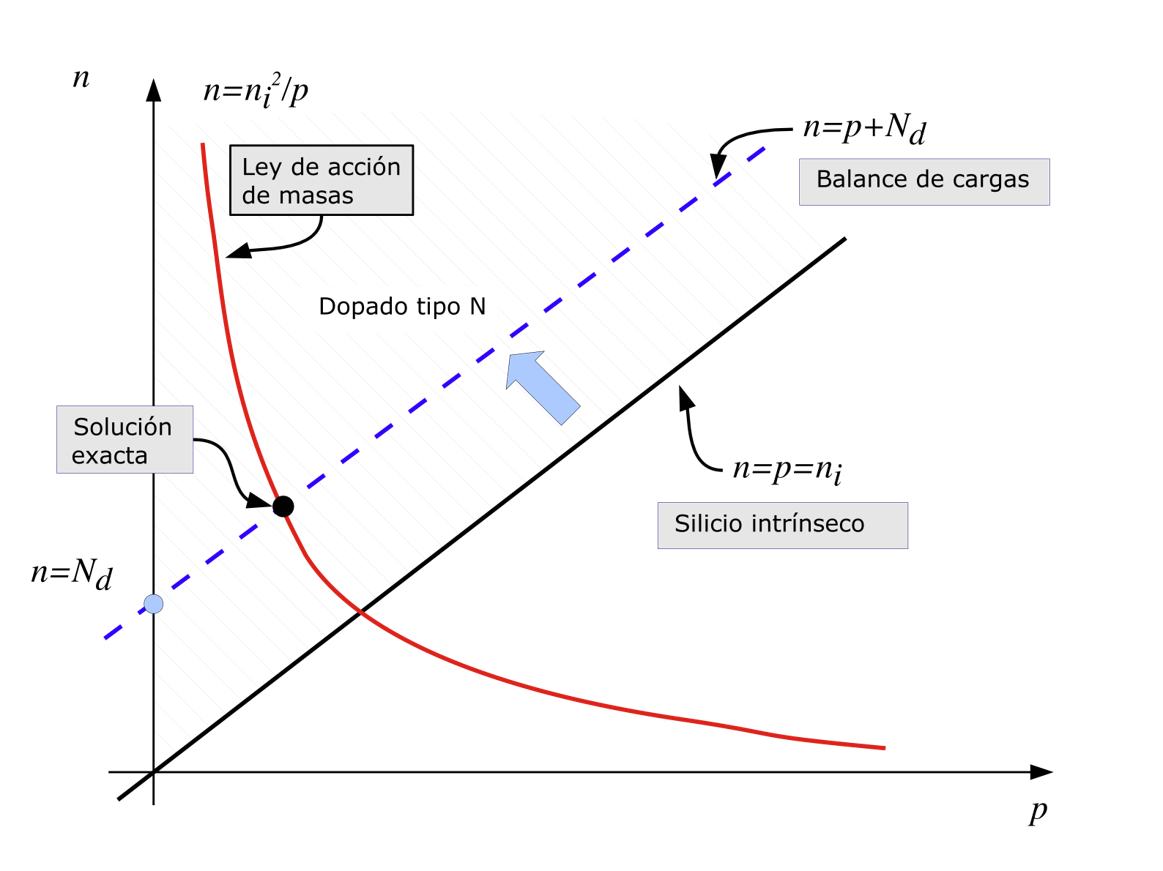 n
n=n_i^2/p
n=p+N_d
Ley de acción
de masas
Balance de cargas
Dopado tipo N
Solución
exacta
n=p=n_i
Silicio intrínseco
n=N_d
p